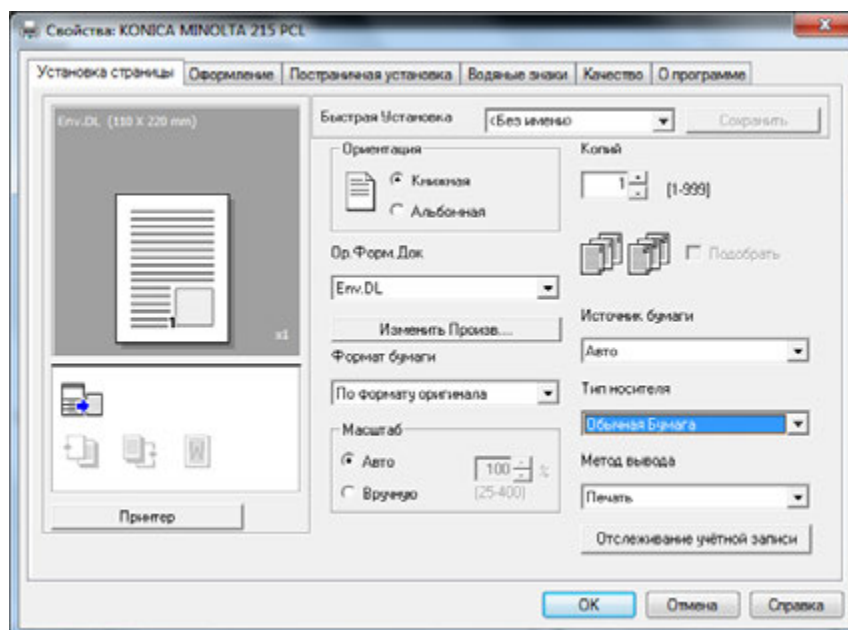 Свойства: KONICA MINOLTA 215 PCL
Установка страницы Оформление Постраничная установка Водяные знаки Качество О программе
Env.DL (110 X 220 mm)
1
x1
Принтер
Быстрая Установка <Без имени> Сохранить
Ориентация
Книжная
Альбомная
Ор.Форм.Док
Env.DL
Изменить Произв....
Формат бумаги
По формату оригинала
Масштаб
Авто 100 %
Вручную (25-400)
Копий
1 [1-999]
Подобрать
Источник бумаги
Авто
Тип носителя
Обычная Бумага
Метод вывода
Печать
Отслеживание учётной записи
OK Отмена Справка